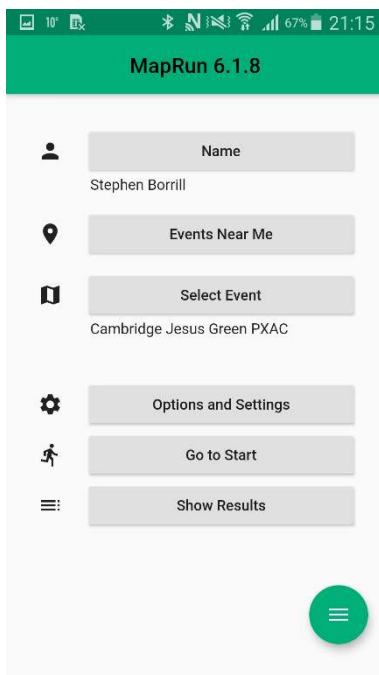 10° 67% 21:15
MapRun 6.1.8
Name
Stephen Borrill
Events Near Me
Select Event
Cambridge Jesus Green PXAC
Options and Settings
Go to Start
Show Results